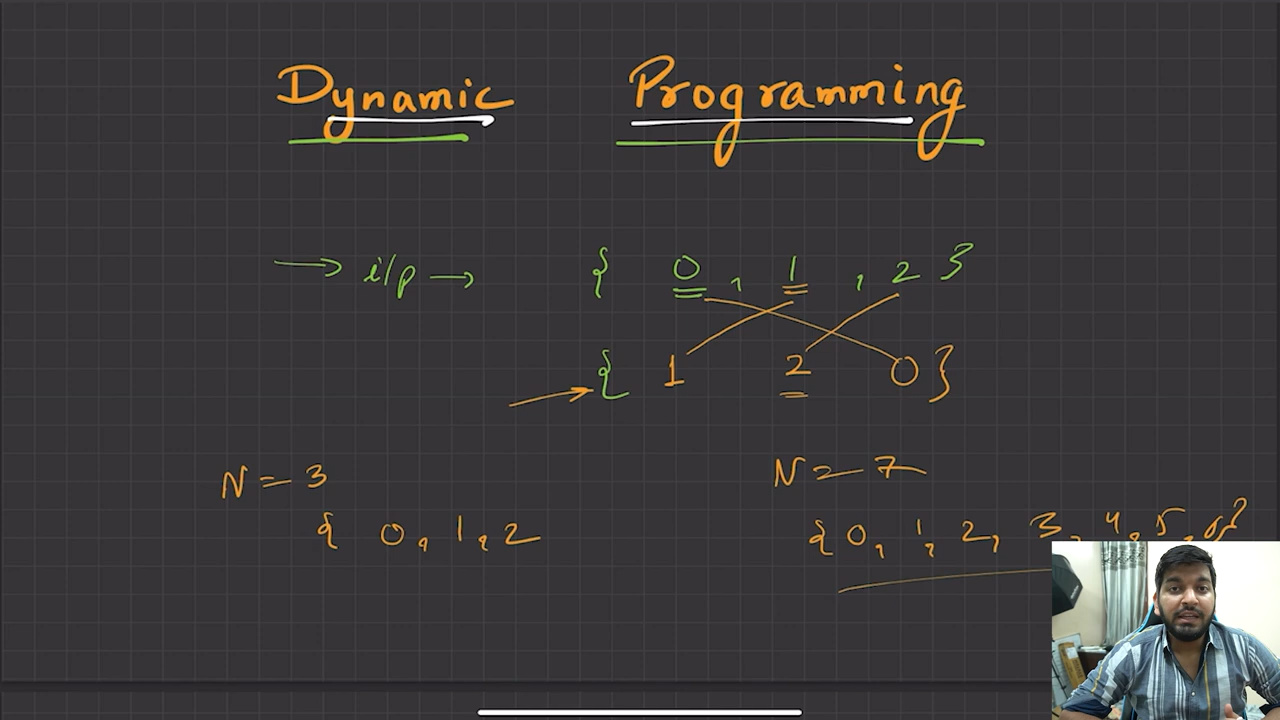 Dynamic Programming
→ i/p → { 0, 1, 2 }
→ { 1 2 0 }
N = 3
{ 0, 1, 2
N = 7
{ 0, 1, 2, 3, 4, 5, 6 }